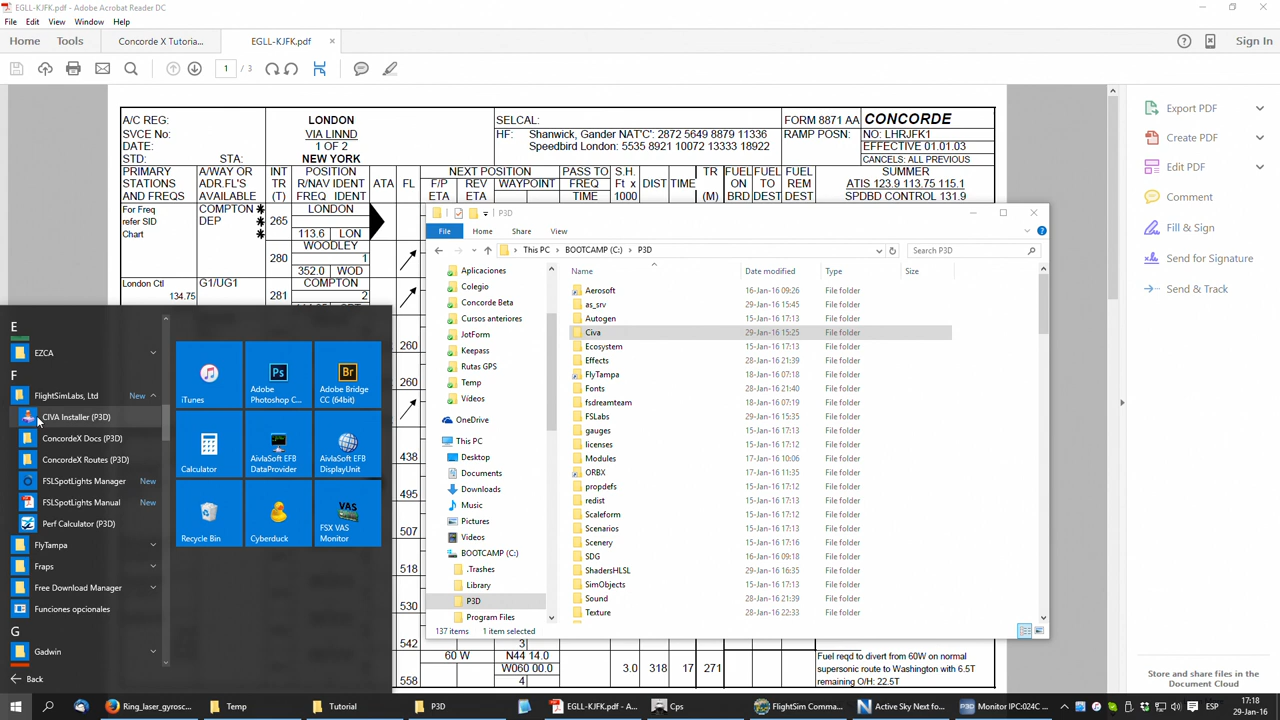 EGLL-KJFK.pdf - Adobe Acrobat Reader DC
File Edit View Window Help
Home Tools Concorde X Tutoria... EGLL-KJFK.pdf × Sign In
1 / 3
A/C REG:
SVCE No:
DATE:
STD: STA:
LONDON
VIA LINND
1 OF 2
NEW YORK
SELCAL:
HF: Shanwick, Gander NAT'C': 2872 5649 8879 11336
Speedbird London: 5535 8921 10072 13333 18922
FORM 8871 AA
RAMP POSN:
CONCORDE
NO: LHRJFK1
EFFECTIVE 01.01.03
CANCELS: ALL PREVIOUS
PRIMARY STATIONS AND FREQS
A/WAY OR ADR.FL'S AVAILABLE
INT TR (T)
POSITION R/NAV IDENT FREQ IDENT
ATA
FL
NEXT POSITION
F/P ETA
REV ETA
WAYPOINT
PASS TO FREQ
S.H. Ft x 1000
DIST
TIME
TR (M)
FUEL ON BRD
FUEL TO DEST
FUEL REM DEST
SUMMER
ATIS 123.9 113.75 115.1
SPDBD CONTROL 131.9
For Freq
refer SID
Chart
COMPTON *
DEP *
*
265
LONDON
113.6 LON
280
WOODLEY
1
352.0 WOD
London Ctl
134.75
G1/UG1
281
COMPTON
2
260
260
438
495
507
518
530
542
558
3
60 W
N44 14.0
W060 00.0
4
3.0 318 17 271
Fuel reqd to divert from 60W on normal
supersonic route to Washington with 6.5T
remaining O/H: 22.5T
Export PDF
Create PDF
Edit PDF
Comment
Fill & Sign
Send for Signature
Send & Track
Store and share files in the
Document Cloud
P3D
File Home Share View
This PC > BOOTCAMP (C:) > P3D
Search P3D
Aplicaciones
Colegio
Concorde Beta
Cursos anteriores
JotForm
Keepass
Rutas GPS
Temp
Vídeos
OneDrive
This PC
Desktop
Documents
Downloads
Music
Pictures
Videos
BOOTCAMP (C:)
.Trashes
Library
P3D
Program Files
Name Date modified Type Size
Aerosoft 16-Jan-16 09:26 File folder
as_srv 29-Jan-16 15:45 File folder
Autogen 15-Jan-16 17:13 File folder
Civa 29-Jan-16 15:25 File folder
Ecosystem 15-Jan-16 17:13 File folder
Effects 28-Jan-16 21:39 File folder
FlyTampa 18-Jan-16 07:18 File folder
Fonts 28-Jan-16 21:40 File folder
fsdreamteam 28-Jan-16 21:39 File folder
FSLabs 29-Jan-16 15:35 File folder
gauges 15-Jan-16 17:13 File folder
licenses 15-Jan-16 17:12 File folder
Modules 17-Jan-16 10:06 File folder
ORBX 17-Jan-16 11:35 File folder
propdefs 15-Jan-16 17:13 File folder
redist 15-Jan-16 17:13 File folder
Scaleform 15-Jan-16 17:13 File folder
Scenarios 15-Jan-16 17:13 File folder
Scenery 15-Jan-16 17:16 File folder
SDG 16-Jan-16 09:18 File folder
ShadersHLSL 29-Jan-16 16:35 File folder
SimObjects 15-Jan-16 17:13 File folder
Sound 28-Jan-16 21:39 File folder
Texture 28-Jan-16 22:33 File folder
137 items 1 item selected
E
EZCA
F
FlightSimLabs, Ltd New
CIVA Installer (P3D)
ConcordeX Docs (P3D)
ConcordeX Routes (P3D)
FSLSpotLights Manager New
FSLSpotLights Manual New
Perf Calculator (P3D)
FlyTampa
Fraps
Free Download Manager
Funciones opcionales
G
Gadwin
Back
iTunes
Ps
Adobe Photoshop C...
Br
Adobe Bridge CC (64bit)
Calculator
AivlaSoft EFB DataProvider
AivlaSoft EFB DisplayUnit
Recycle Bin
Cyberduck
VAS
FSX VAS Monitor
Ring_laser_gyrosc... Temp Tutorial P3D EGLL-KJFK.pdf - A... Cps FlightSim Comma... Active Sky Next fo... P3D Monitor IPC:024C ... ESP
17:18
29-Jan-16